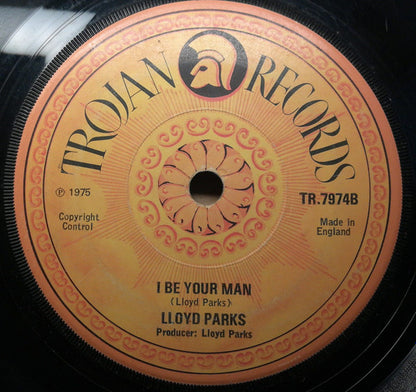 TROJAN RECORDS
℗ 1975
TR.7974B
Copyright
Control
Made in
England
I BE YOUR MAN
(Lloyd Parks)
LLOYD PARKS
Producer: Lloyd Parks